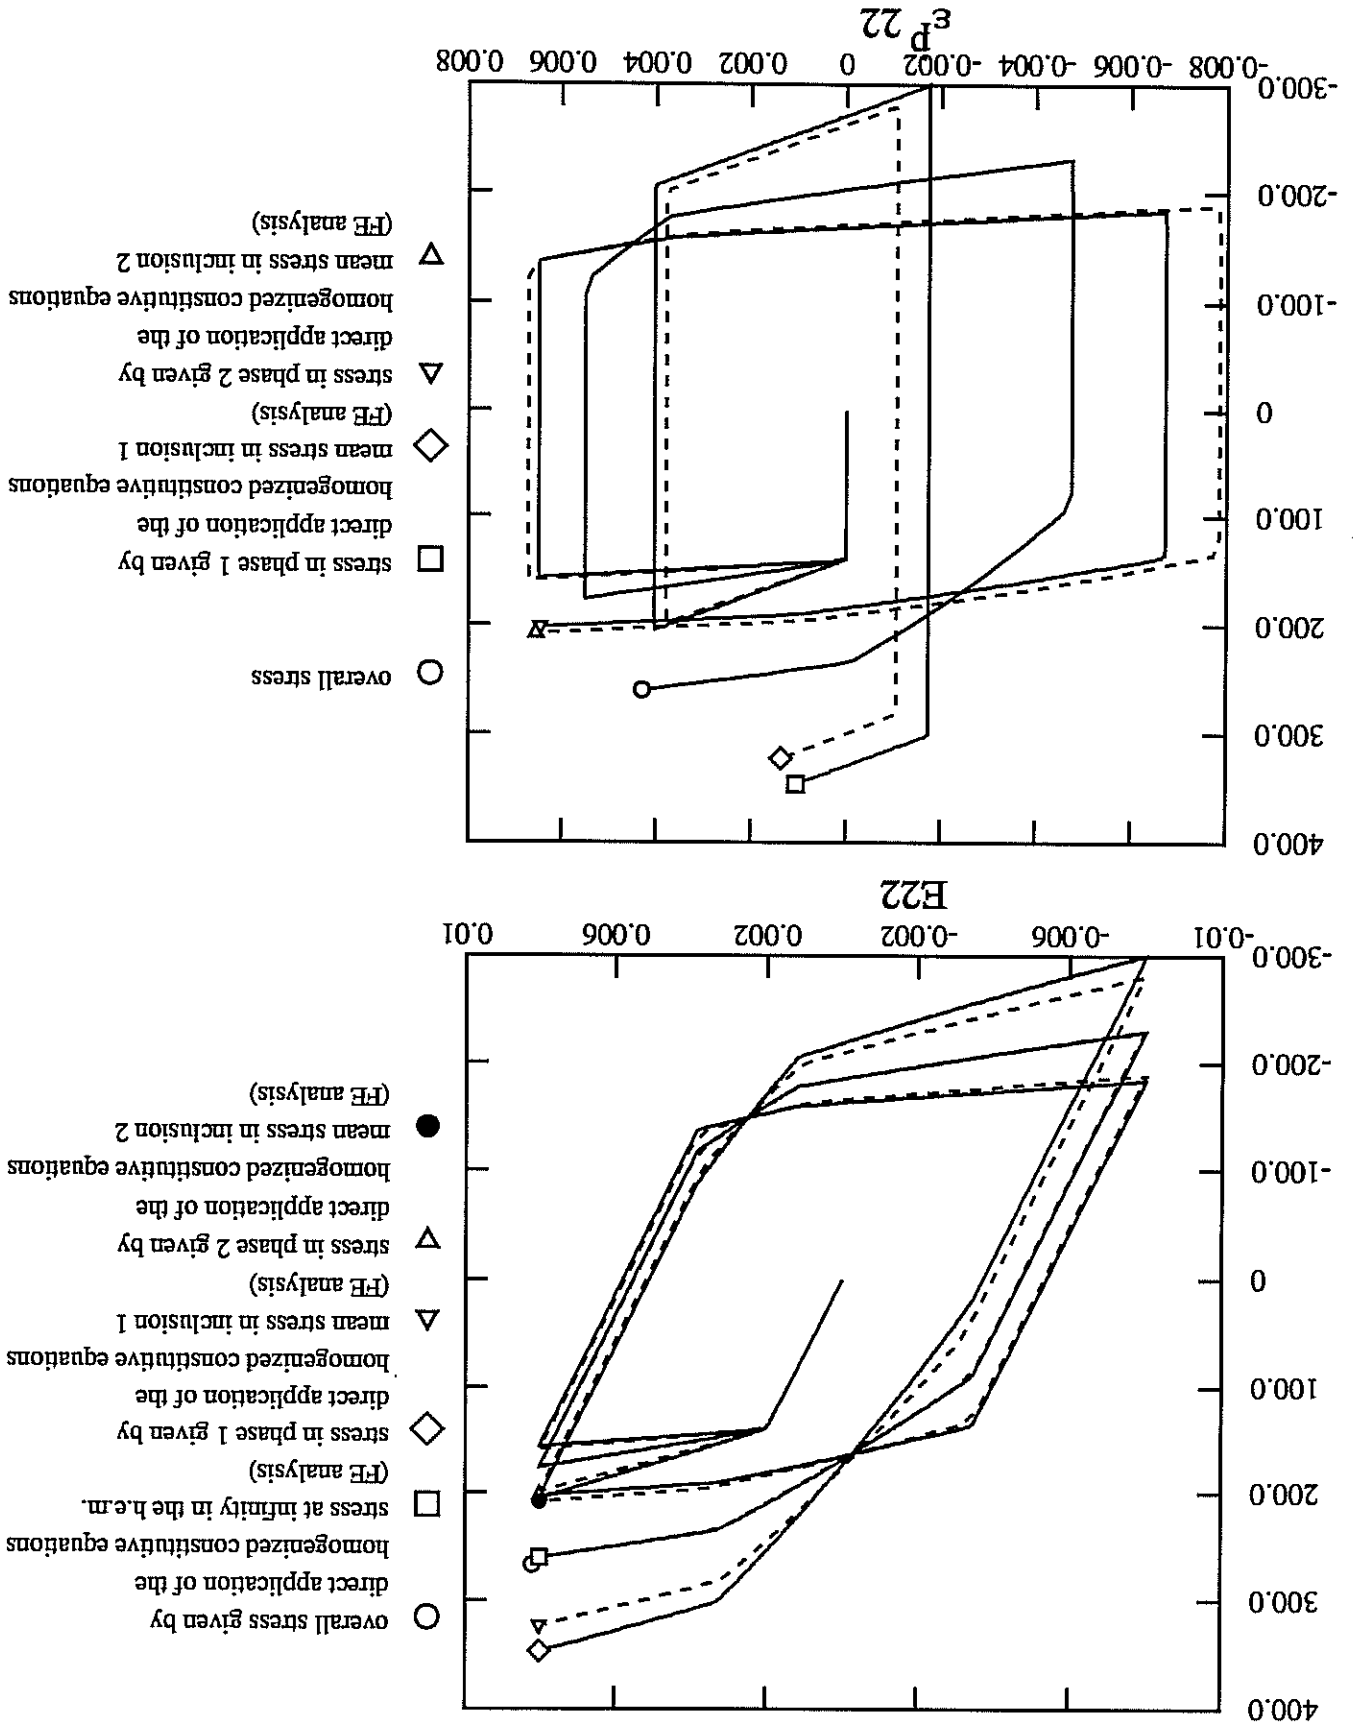 400.0
300.0
200.0
100.0
0
-100.0
-200.0
-300.0
-0.01 -0.006 -0.002 0.002 0.006 0.01
E22
overall stress given by
direct application of the
homogenized constitutive equations
stress at infinity in the h.e.m.
(FE analysis)
stress in phase 1 given by
direct application of the
homogenized constitutive equations
mean stress in inclusion 1
(FE analysis)
stress in phase 2 given by
direct application of the
homogenized constitutive equations
mean stress in inclusion 2
(FE analysis)
400.0
300.0
200.0
100.0
0
-100.0
-200.0
-300.0
-0.008 -0.006 -0.004 -0.002 0 0.002 0.004 0.006 0.008
εp 22
overall stress
stress in phase 1 given by
direct application of the
homogenized constitutive equations
mean stress in inclusion 1
(FE analysis)
stress in phase 2 given by
direct application of the
homogenized constitutive equations
mean stress in inclusion 2
(FE analysis)